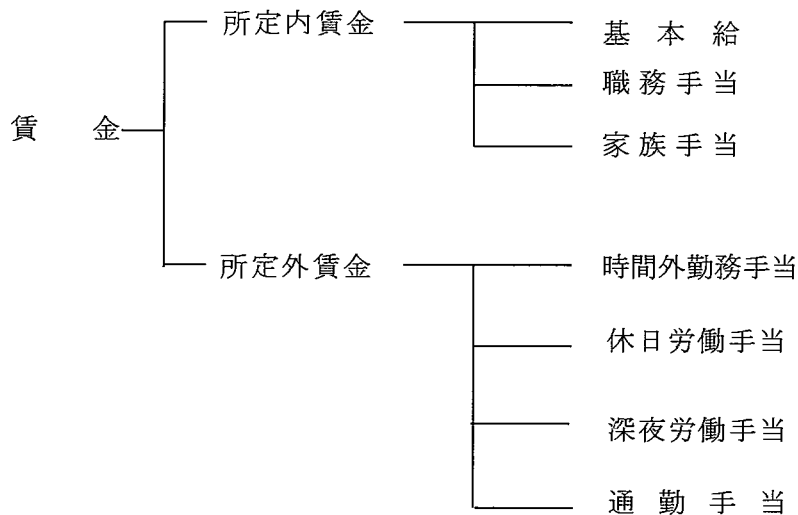 所定内賃金
基本給
職務手当
賃金
家族手当
所定外賃金
時間外勤務手当
休日労働手当
深夜労働手当
通勤手当